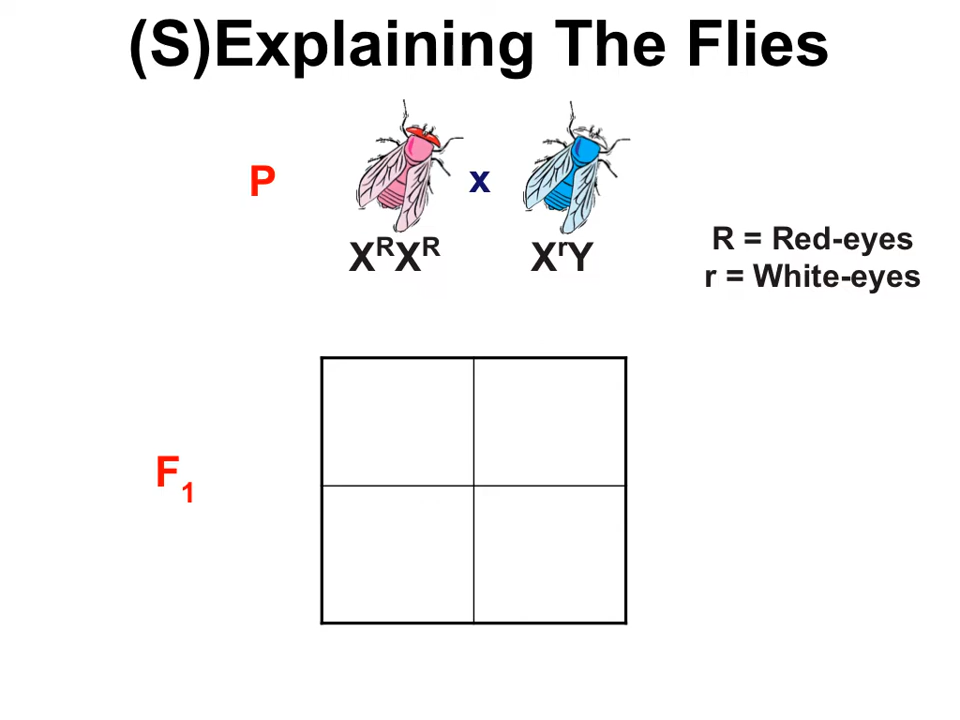 (S)Explaining The Flies
P
x
XᴿXᴿ
XʳY
R = Red-eyes
r = White-eyes
F₁